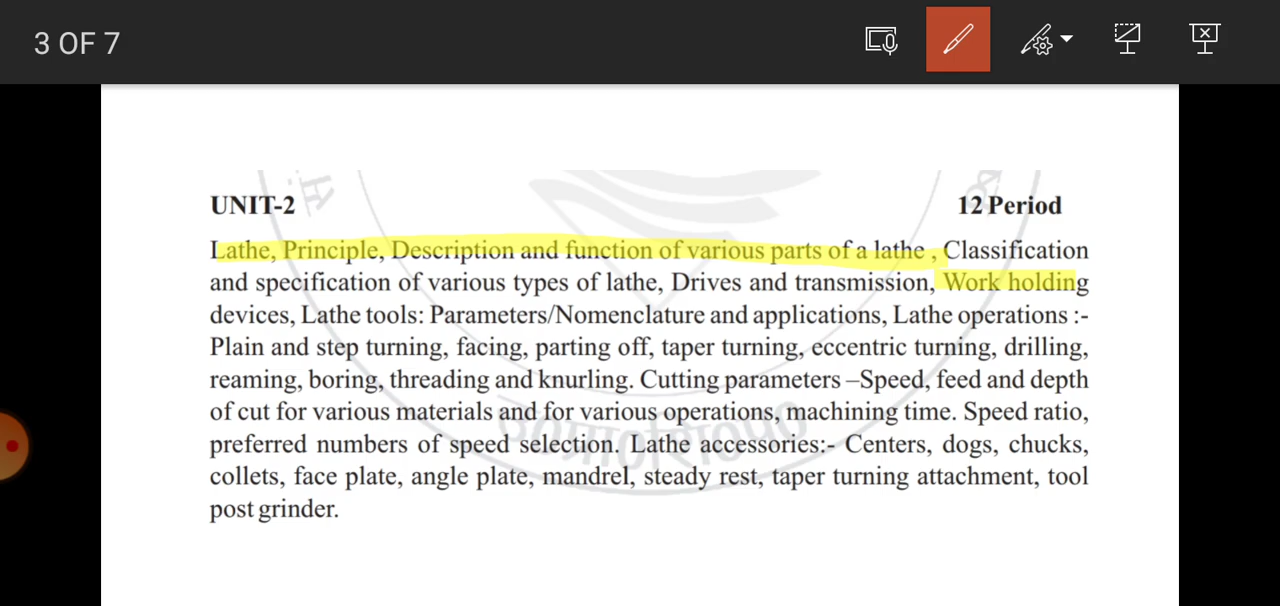 3 OF 7
UNIT-2 12 Period
Lathe, Principle, Description and function of various parts of a lathe , Classification
and specification of various types of lathe, Drives and transmission, Work holding
devices, Lathe tools: Parameters/Nomenclature and applications, Lathe operations :-
Plain and step turning, facing, parting off, taper turning, eccentric turning, drilling,
reaming, boring, threading and knurling. Cutting parameters –Speed, feed and depth
of cut for various materials and for various operations, machining time. Speed ratio,
preferred numbers of speed selection. Lathe accessories:- Centers, dogs, chucks,
collets, face plate, angle plate, mandrel, steady rest, taper turning attachment, tool
post grinder.